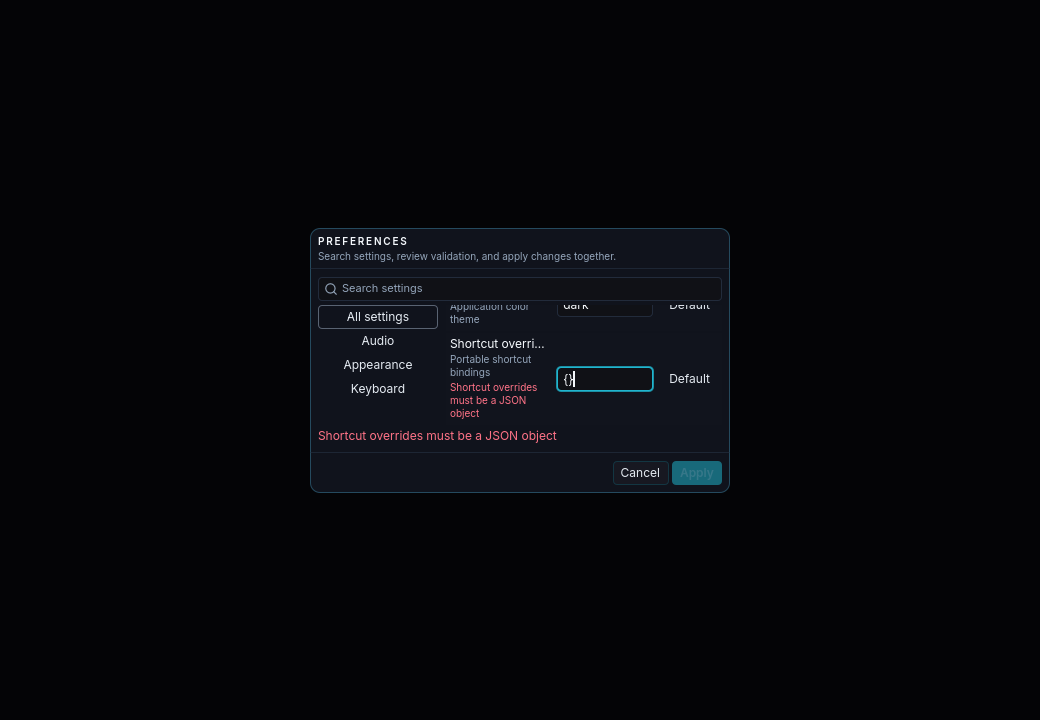 PREFERENCES
Search settings, review validation, and apply changes together.
Search settings
All settings
Audio
Appearance
Keyboard
Application color
theme
dark
Default
Shortcut overri...
Portable shortcut
bindings
Shortcut overrides
must be a JSON
object
{}
Default
Shortcut overrides must be a JSON object
Cancel
Apply